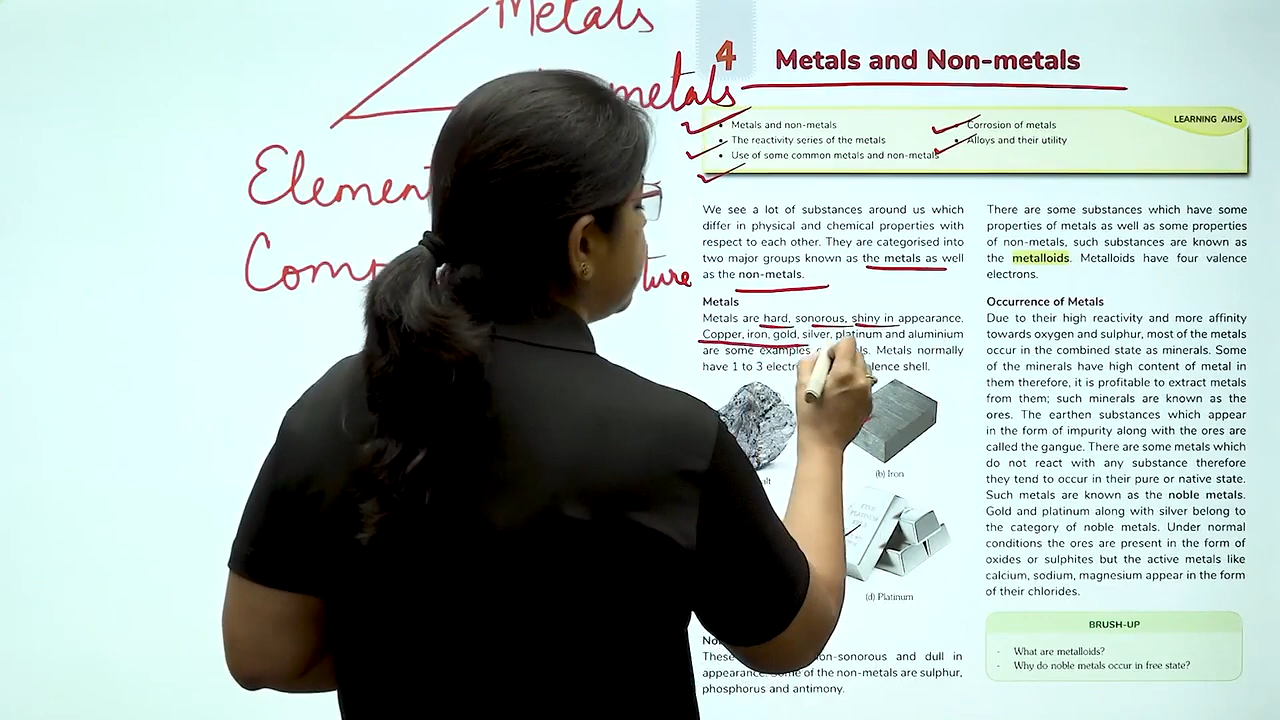 Metals
metals
Elemen
Com
ture
4
Metals and Non-metals
LEARNING AIMS
• Metals and non-metals
• The reactivity series of the metals
• Use of some common metals and non-metals
• Corrosion of metals
• Alloys and their utility
We see a lot of substances around us which
differ in physical and chemical properties with
respect to each other. They are categorised into
two major groups known as the metals as well
as the non-metals.
Metals
Metals are hard, sonorous, shiny in appearance.
Copper, iron, gold, silver, platinum and aluminium
are some examples Metals normally
have 1 to 3 shell.
(b) Iron
(d) Platinum
These non-sonorous and dull in
appearance. of the non-metals are sulphur,
phosphorus and antimony.
There are some substances which have some
properties of metals as well as some properties
of non-metals, such substances are known as
the metalloids. Metalloids have four valence
electrons.
Occurrence of Metals
Due to their high reactivity and more affinity
towards oxygen and sulphur, most of the metals
occur in the combined state as minerals. Some
of the minerals have high content of metal in
them therefore, it is profitable to extract metals
from them; such minerals are known as the
ores. The earthen substances which appear
in the form of impurity along with the ores are
called the gangue. There are some metals which
do not react with any substance therefore
they tend to occur in their pure or native state.
Such metals are known as the noble metals.
Gold and platinum along with silver belong to
the category of noble metals. Under normal
conditions the ores are present in the form of
oxides or sulphites but the active metals like
calcium, sodium, magnesium appear in the form
of their chlorides.
BRUSH-UP
- What are metalloids?
- Why do noble metals occur in free state?